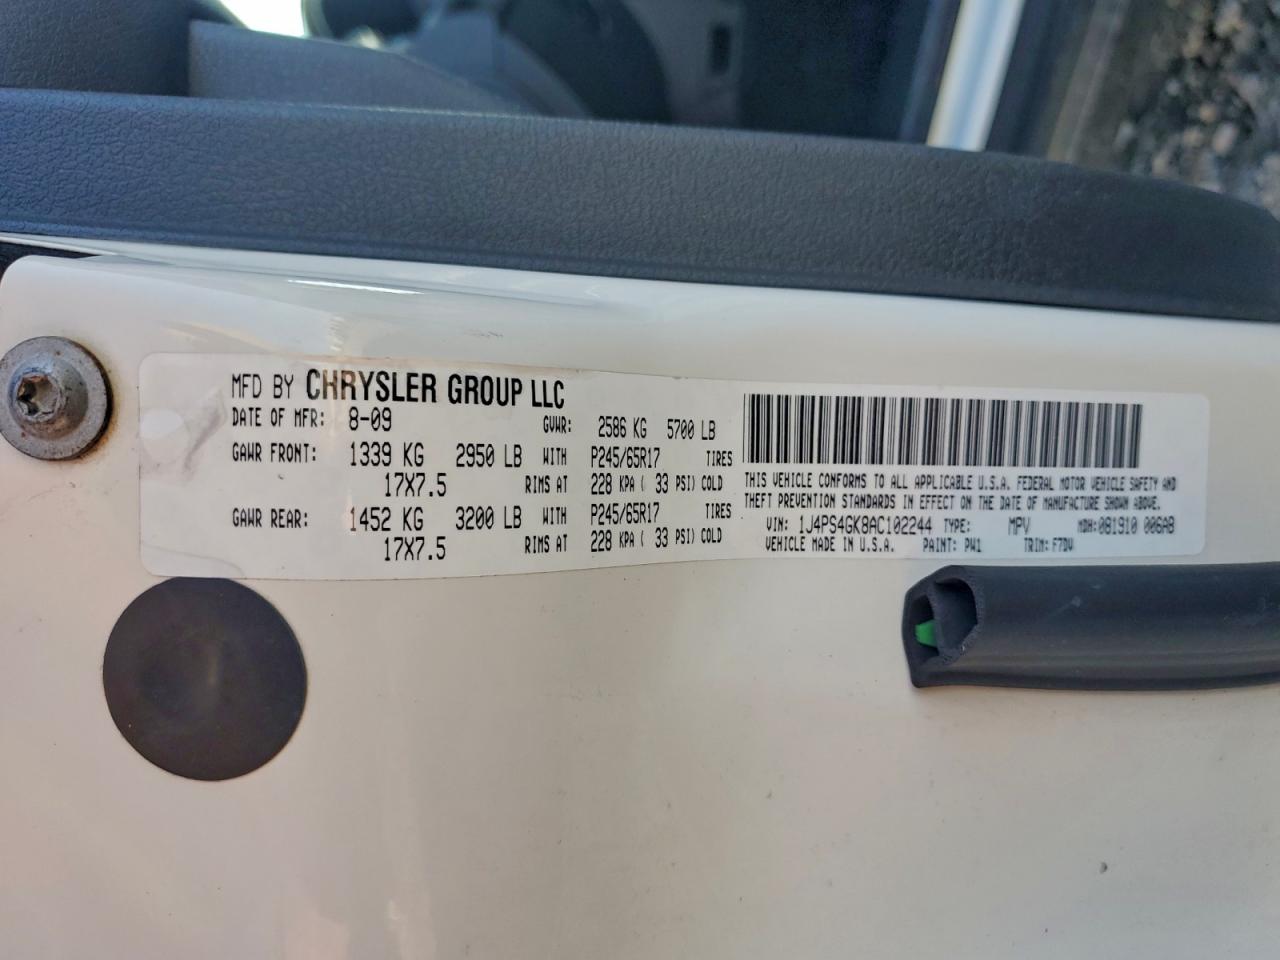 MFD BY CHRYSLER GROUP LLC
DATE OF MFR: 8-09 GVWR: 2586 KG 5700 LB
GAWR FRONT: 1339 KG 2950 LB WITH P245/65R17 TIRES
17X7.5 RIMS AT 228 KPA ( 33 PSI) COLD
GAWR REAR: 1452 KG 3200 LB WITH P245/65R17 TIRES
17X7.5 RIMS AT 228 KPA ( 33 PSI) COLD
THIS VEHICLE CONFORMS TO ALL APPLICABLE U.S.A. FEDERAL MOTOR VEHICLE SAFETY AND
THEFT PREVENTION STANDARDS IN EFFECT ON THE DATE OF MANUFACTURE SHOWN ABOVE.
VIN: 1J4PS4GK8AC102244 TYPE: MPV MDH:081910 006AB
VEHICLE MADE IN U.S.A. PAINT: PW1 TRIM: F7DV